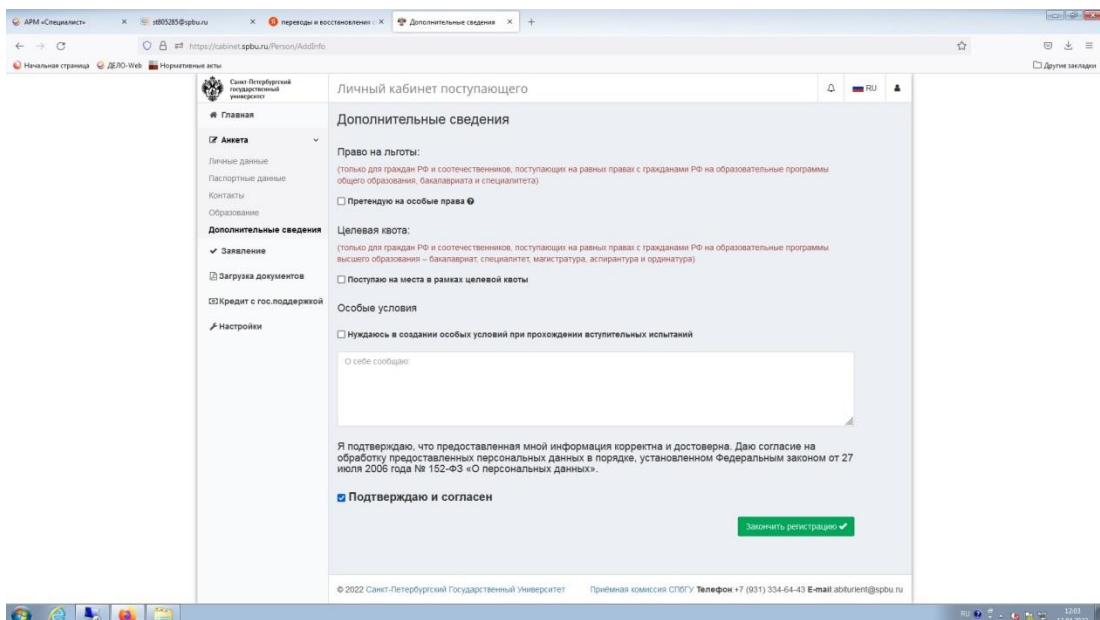 АРМ «Специалист»
st805285@spbu.ru
переводы и восстановления
Дополнительные сведения
https://cabinet.spbu.ru/Person/AddInfo
Начальная страница ДЕЛО-Web Нормативные акты
Другие закладки
Санкт-Петербургский
государственный
университет
Личный кабинет поступающего
RU
Главная
Анкета
Личные данные
Паспортные данные
Контакты
Образование
Дополнительные сведения
Заявление
Загрузка документов
Кредит с гос.поддержкой
Настройки
Дополнительные сведения
Право на льготы:
(только для граждан РФ и соотечественников, поступающих на равных правах с гражданами РФ на образовательные программы
общего образования, бакалавриата и специалитета)
Претендую на особые права
Целевая квота:
(только для граждан РФ и соотечественников, поступающих на равных правах с гражданами РФ на образовательные программы
высшего образования – бакалавриат, специалитет, магистратура, аспирантура и ординатура)
Поступаю на места в рамках целевой квоты
Особые условия
Нуждаюсь в создании особых условий при прохождении вступительных испытаний
О себе сообщаю:
Я подтверждаю, что предоставленная мной информация корректна и достоверна. Даю согласие на
обработку предоставленных персональных данных в порядке, установленном Федеральным законом от 27
июля 2006 года № 152-ФЗ «О персональных данных».
Подтверждаю и согласен
Закончить регистрацию
© 2022 Санкт-Петербургский Государственный Университет
Приёмная комиссия СПбГУ Телефон +7 (931) 334-64-43 E-mail:abiturient@spbu.ru
RU
12:03